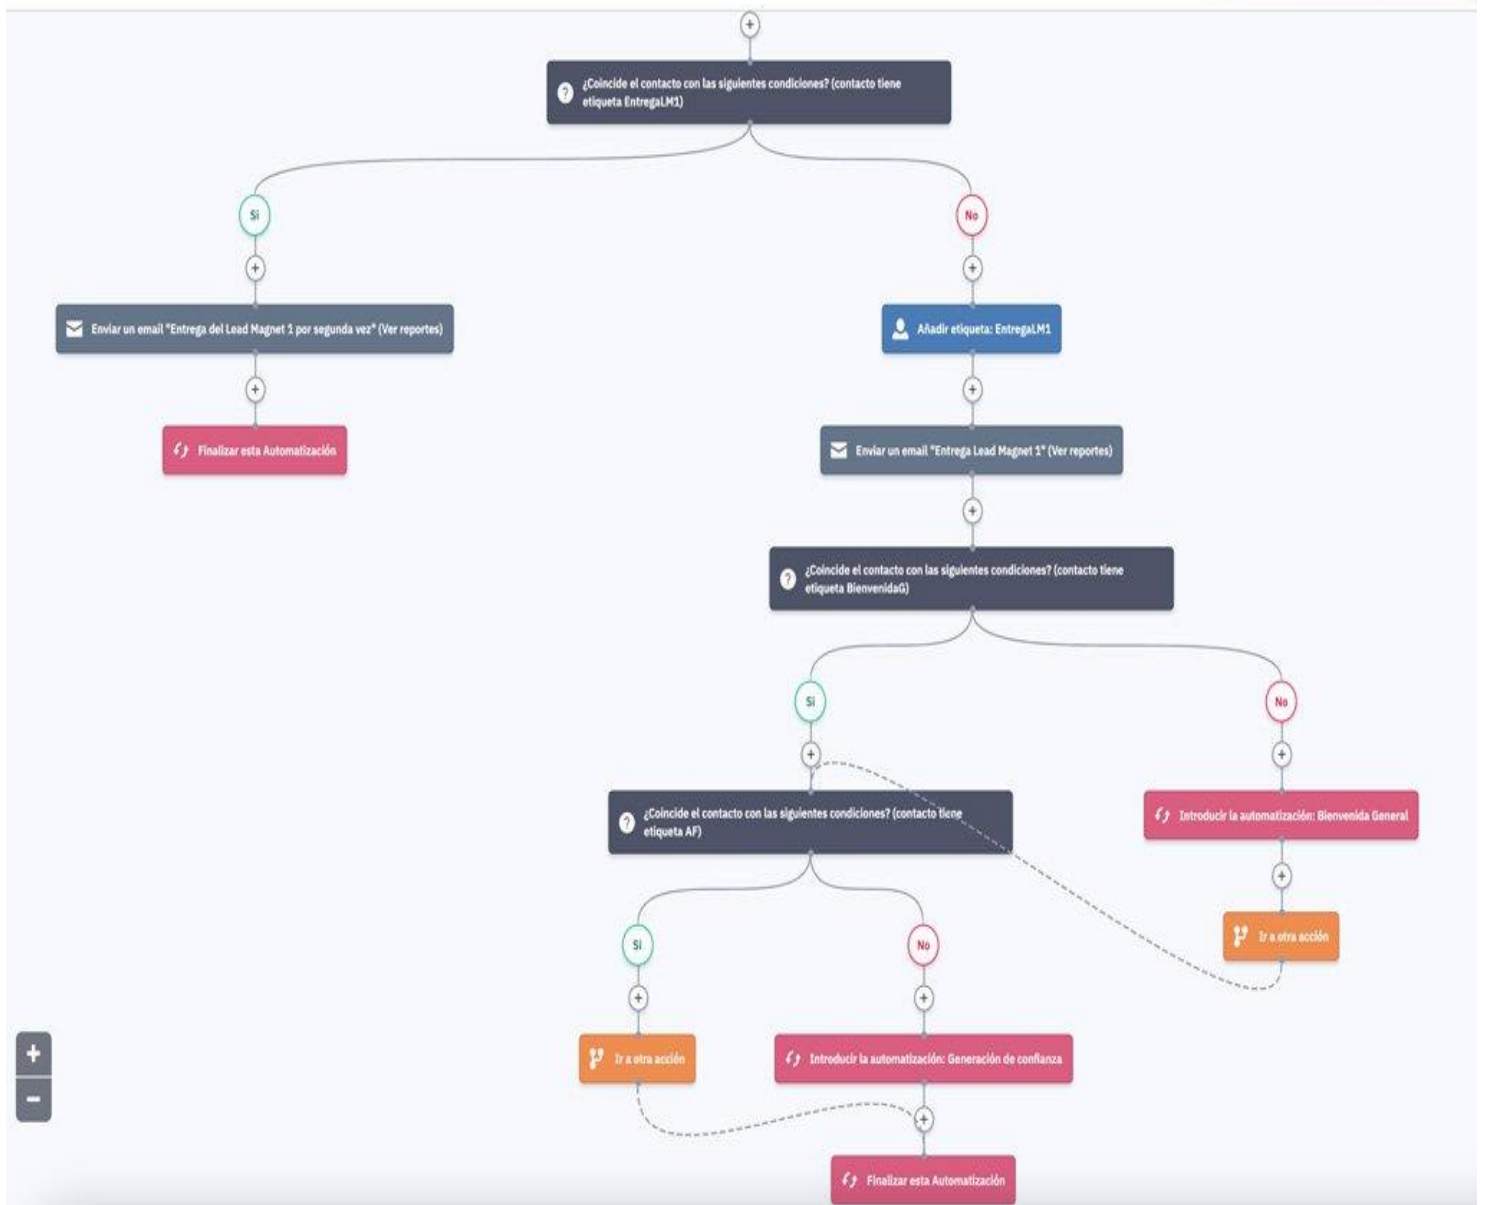 ¿Coincide el contacto con las siguientes condiciones? (contacto tiene
etiqueta EntregaLM1)
Sí
No
Enviar un email "Entrega del Lead Magnet 1 por segunda vez" (Ver reportes)
Añadir etiqueta: EntregaLM1
Finalizar esta Automatización
Enviar un email "Entrega Lead Magnet 1" (Ver reportes)
¿Coincide el contacto con las siguientes condiciones? (contacto tiene
etiqueta BienvenidaG)
Sí
No
¿Coincide el contacto con las siguientes condiciones? (contacto tiene
etiqueta AF)
Introducir la automatización: Bienvenida General
Ir a otra acción
Sí
No
Ir a otra acción
Introducir la automatización: Generación de confianza
Finalizar esta Automatización